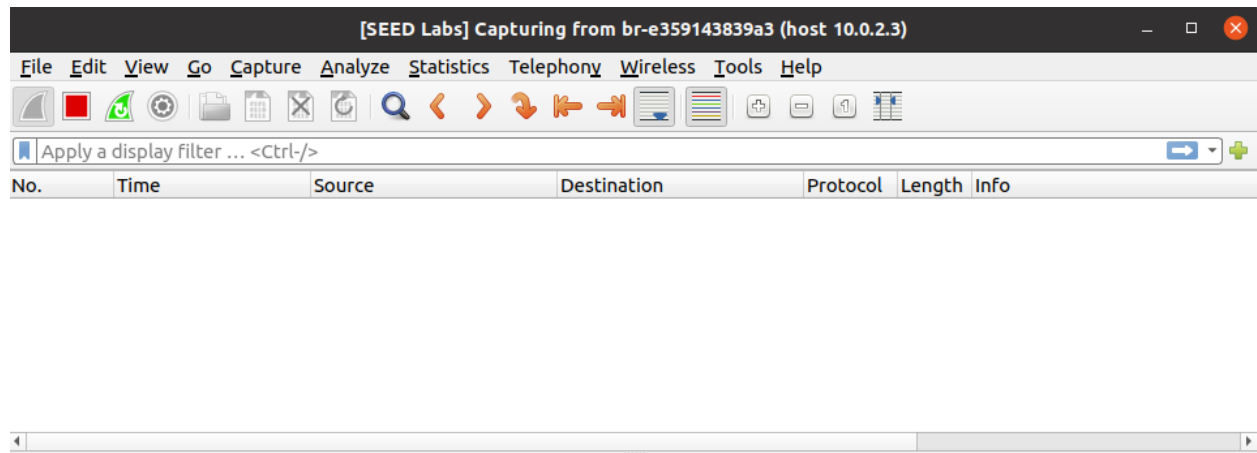 [SEED Labs] Capturing from br-e359143839a3 (host 10.0.2.3)
File Edit View Go Capture Analyze Statistics Telephony Wireless Tools Help
Apply a display filter ... <Ctrl-/>
No. Time Source Destination Protocol Length Info